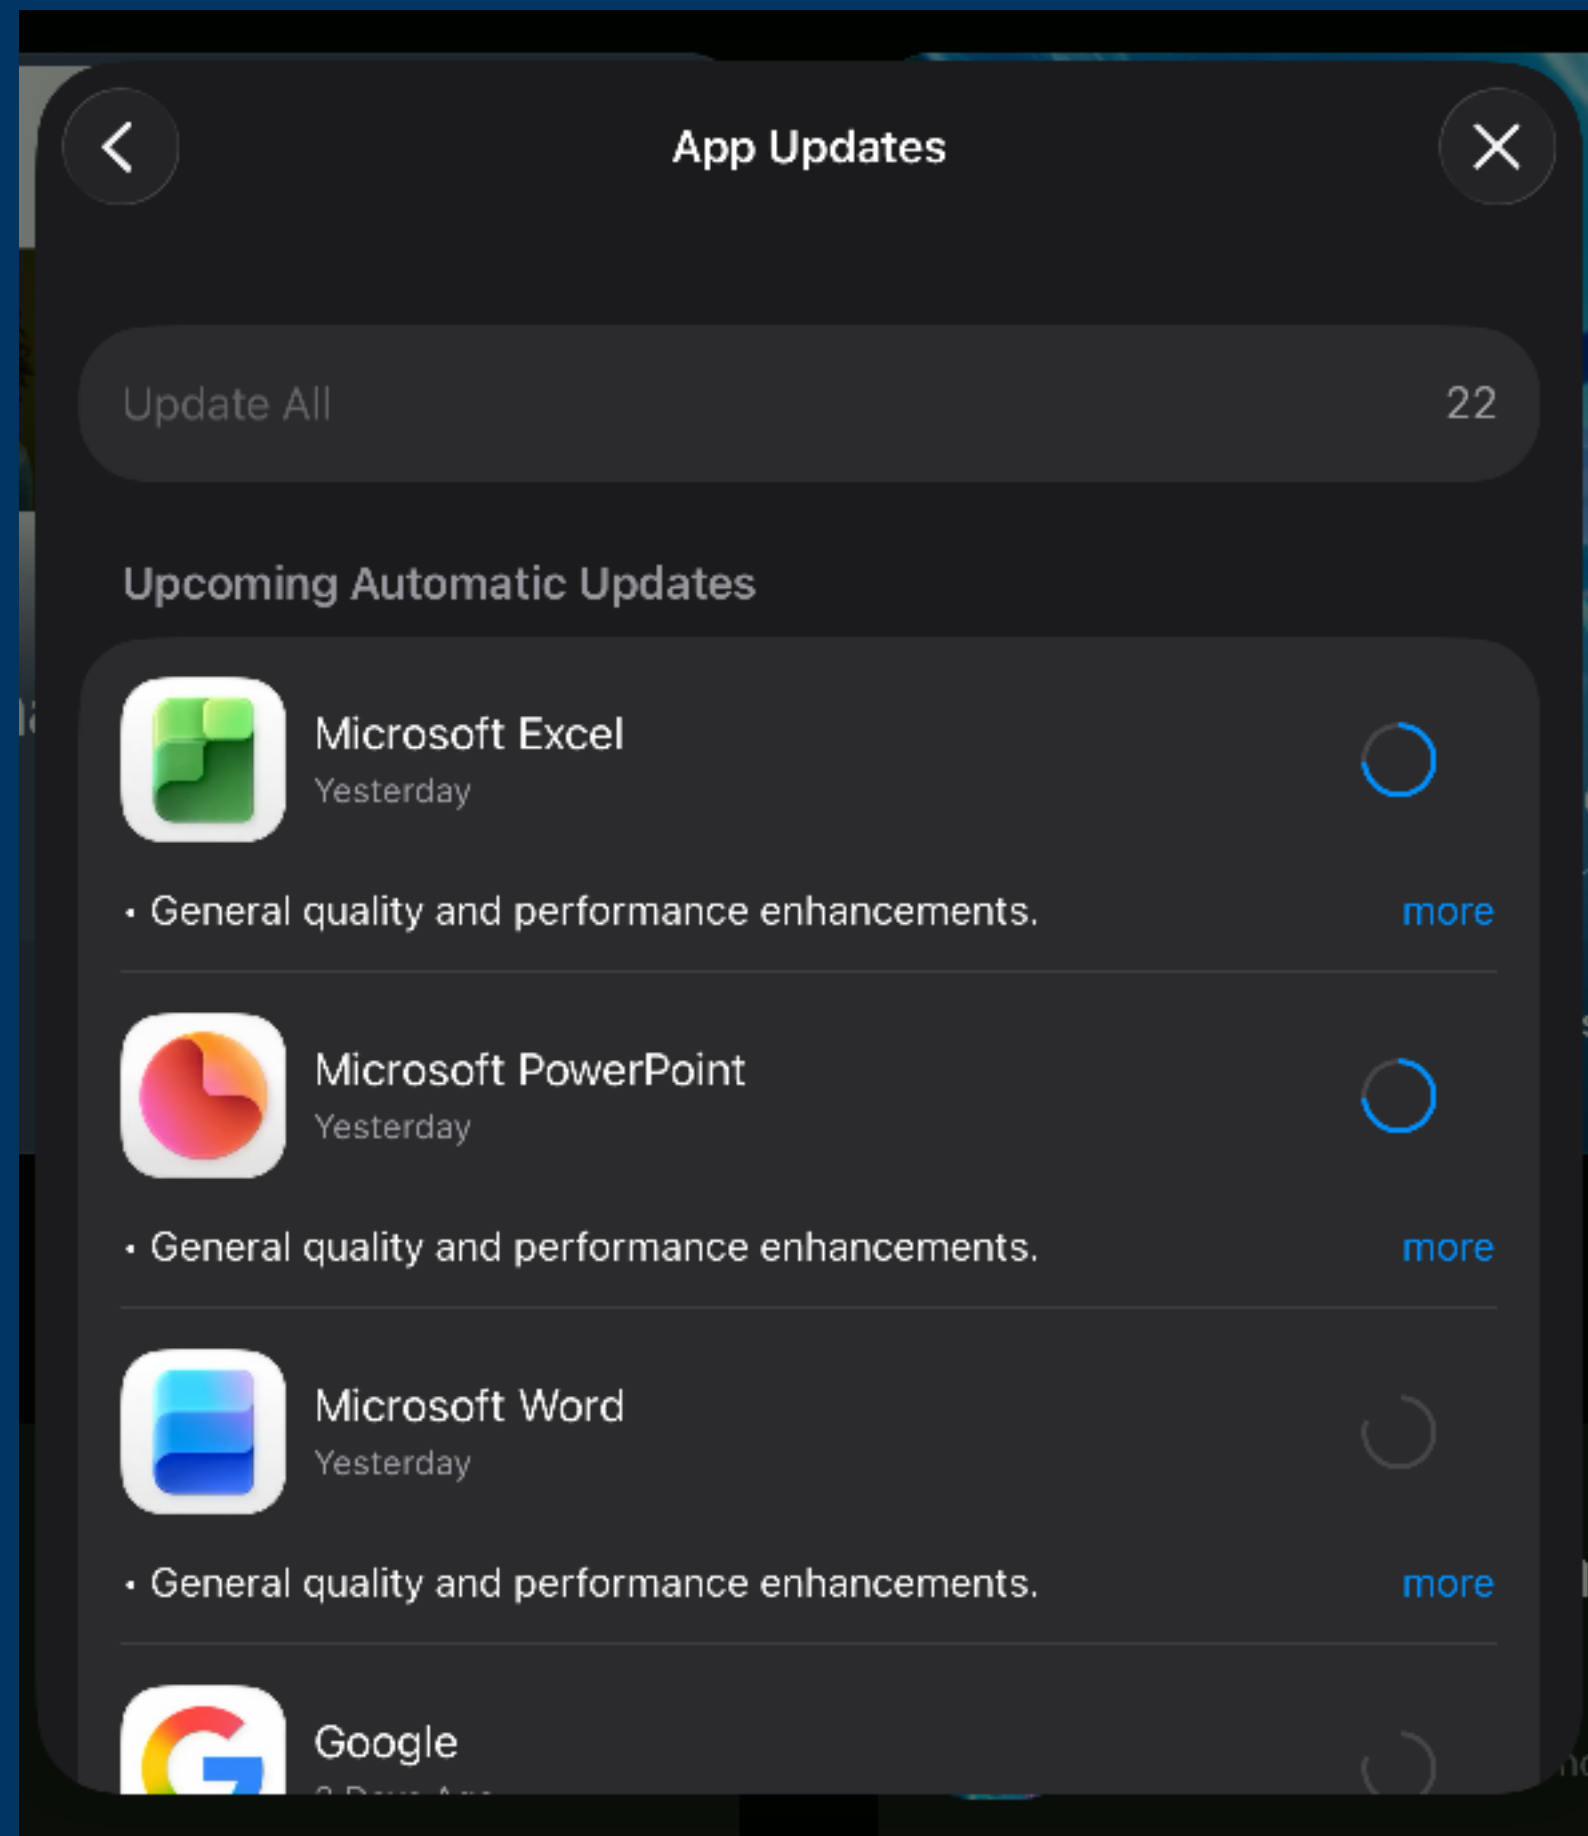 App Updates
Update All 22
Upcoming Automatic Updates
Microsoft Excel
Yesterday
• General quality and performance enhancements. more
Microsoft PowerPoint
Yesterday
• General quality and performance enhancements. more
Microsoft Word
Yesterday
• General quality and performance enhancements. more
Google